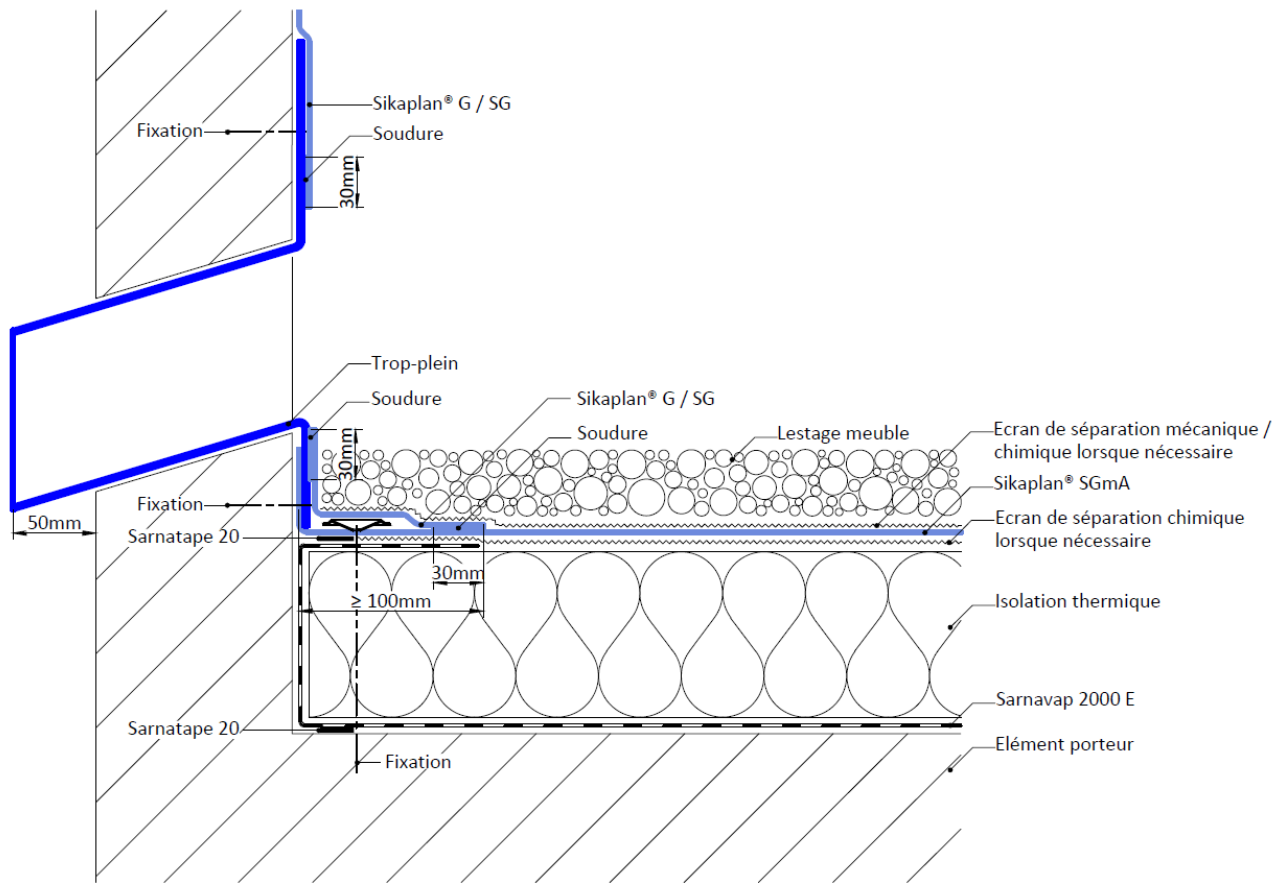 Sikaplan® G / SG
Fixation
Soudure
30mm
Trop-plein
Soudure
Sikaplan® G / SG
Soudure
Lestage meuble
Ecran de séparation mécanique /
chimique lorsque nécessaire
30mm
Sikaplan® SGmA
Fixation
50mm
Ecran de séparation chimique
lorsque nécessaire
Sarnatape 20
30mm
≥ 100mm
Isolation thermique
Sarnavap 2000 E
Sarnatape 20
Elément porteur
Fixation